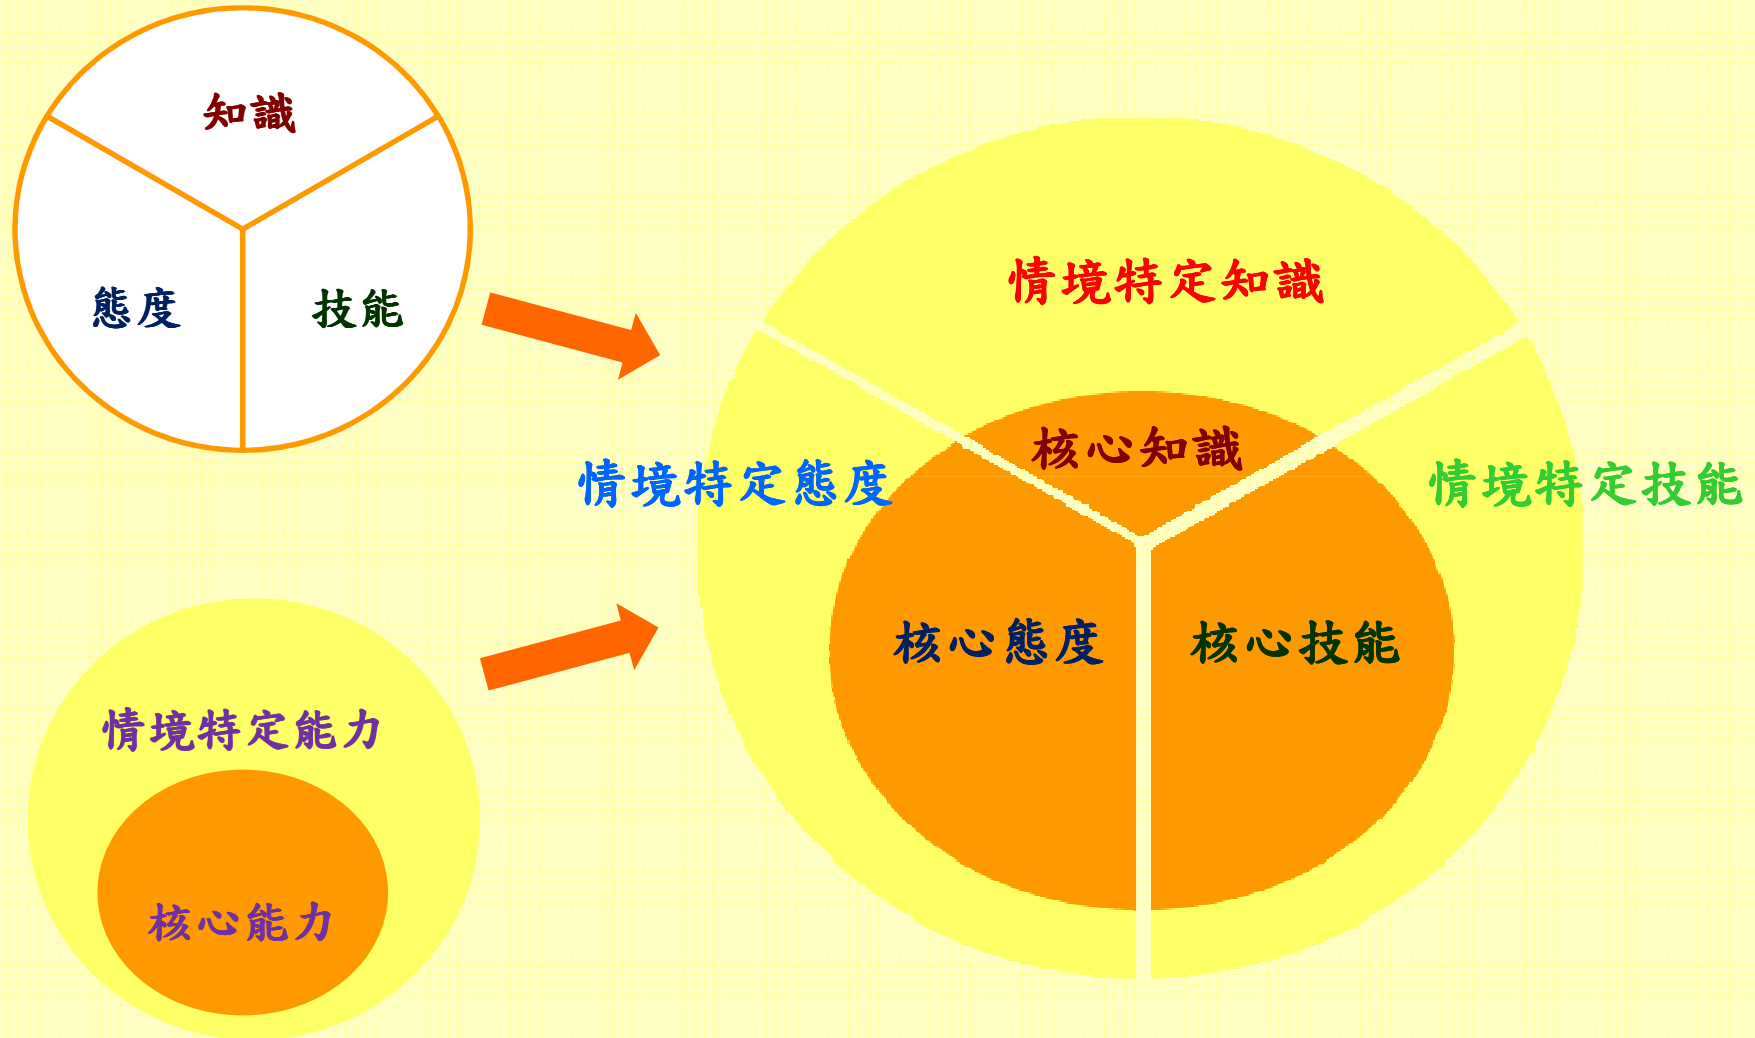 知識
態度
技能
情境特定能力
核心能力
情境特定知識
核心知識
情境特定態度
情境特定技能
核心態度
核心技能